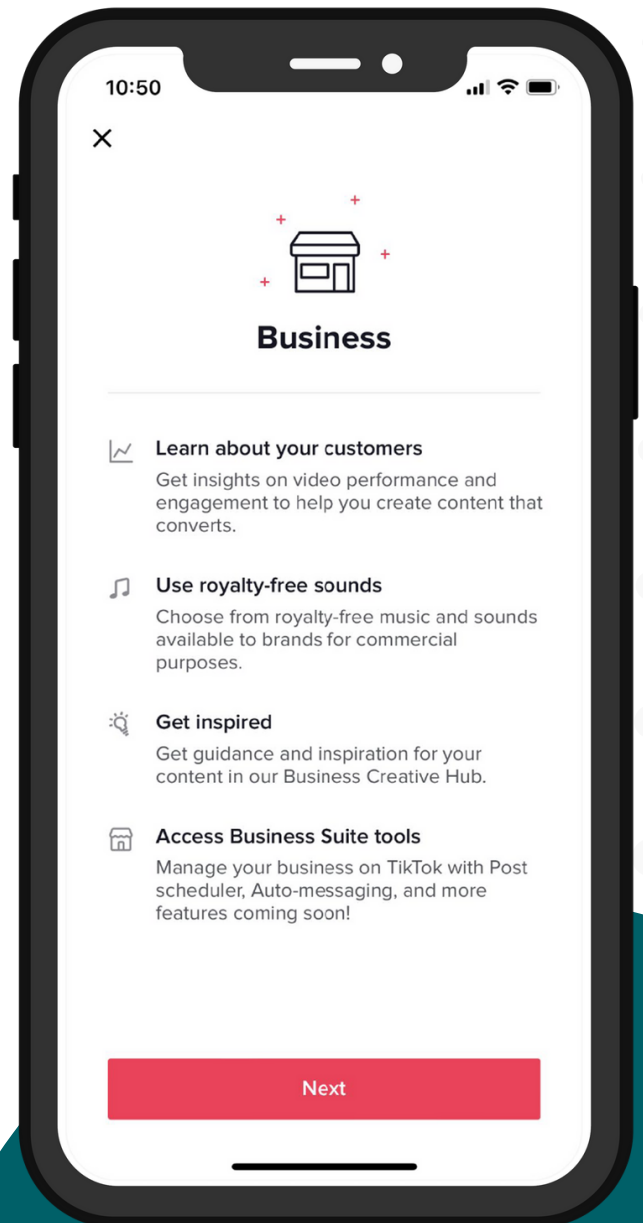 10:50
Business
Learn about your customers
Get insights on video performance and
engagement to help you create content that
converts.
Use royalty-free sounds
Choose from royalty-free music and sounds
available to brands for commercial
purposes.
Get inspired
Get guidance and inspiration for your
content in our Business Creative Hub.
Access Business Suite tools
Manage your business on TikTok with Post
scheduler, Auto-messaging, and more
features coming soon!
Next